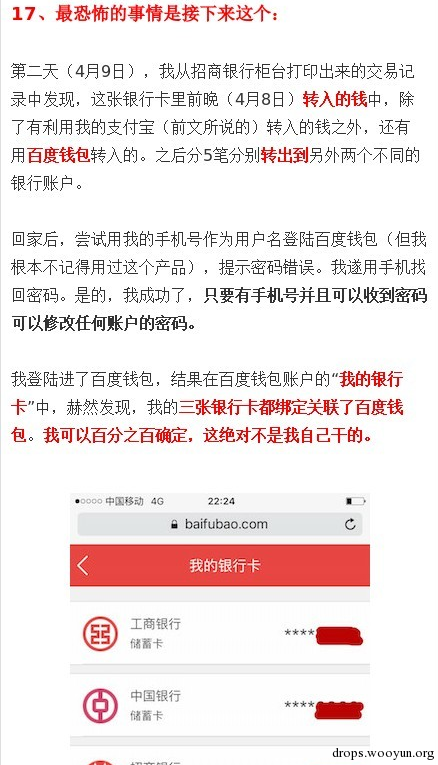 17、最恐怖的事情是接下来这个：
第二天（4月9日），我从招商银行柜台打印出来的交易记
录中发现，这张银行卡里前晚（4月8日）转入的钱中，除
了有利用我的支付宝（前文所说的）转入的钱之外，还有
用百度钱包转入的。之后分5笔分别转出到另外两个不同的
银行账户。
回家后，尝试用我的手机号作为用户名登陆百度钱包（但我
根本不记得用过这个产品），提示密码错误。我遂用手机找
回密码。是的，我成功了，只要有手机号并且可以收到密码
可以修改任何账户的密码。
我登陆进了百度钱包，结果在百度钱包账户的“我的银行
卡”中，赫然发现，我的三张银行卡都绑定关联了百度钱
包。我可以百分之百确定，这绝对不是我自己干的。
中国移动 4G 22:24
baifubao.com
我的银行卡
工商银行
储蓄卡
****
中国银行
储蓄卡
****
招商银行
drops.wooyun.org